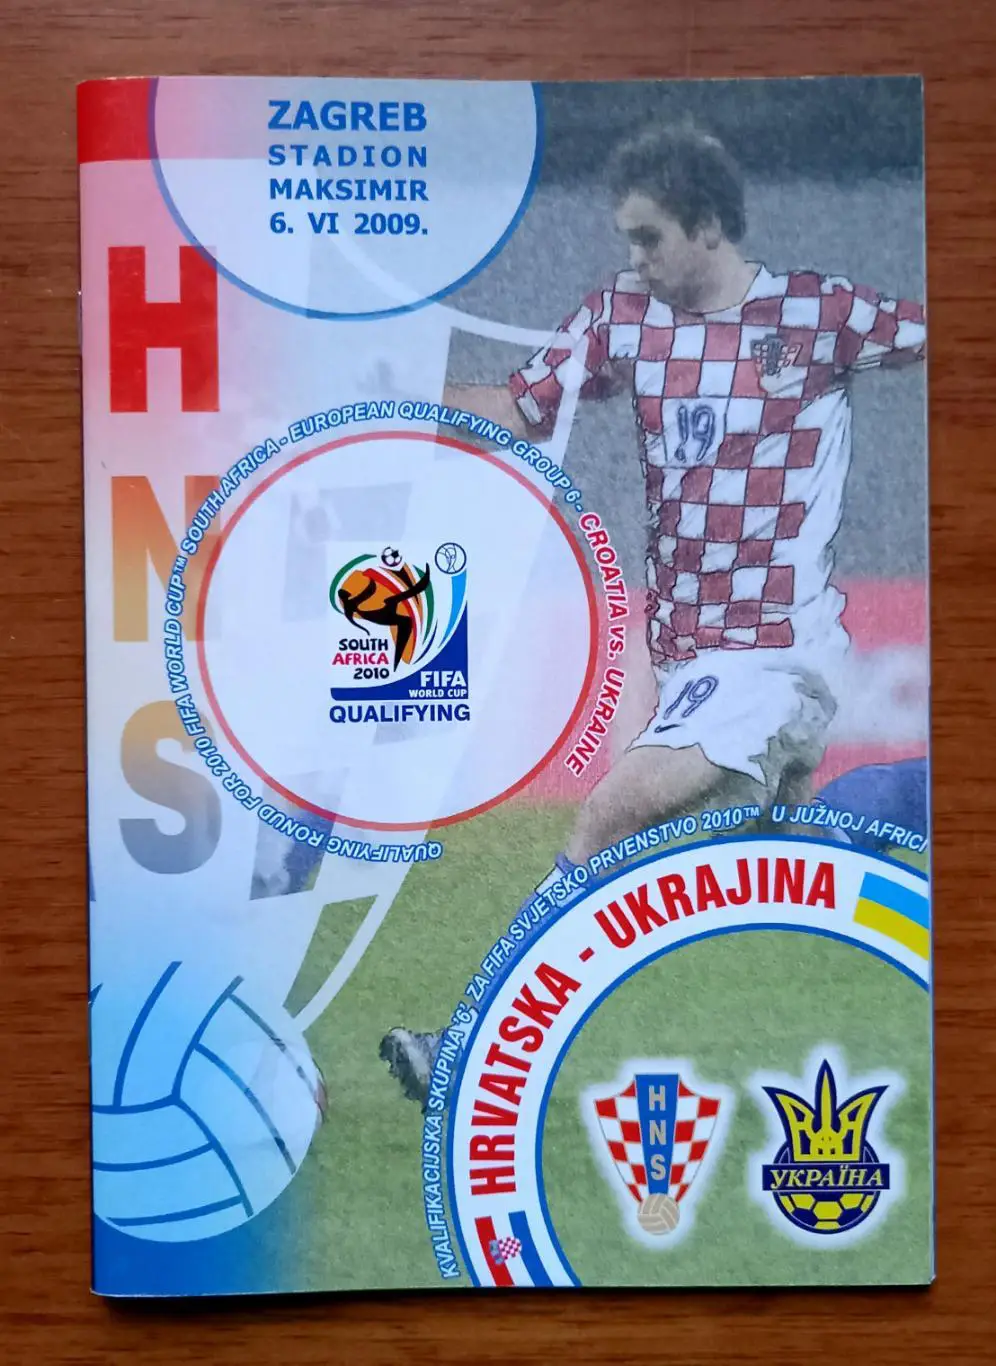 ZAGREB
STADION
MAKSIMIR
6. VI 2009.
HNS
QUALIFYING RONUD FOR 2010 FIFA WORLD CUP™ SOUTH AFRICA - EUROPEAN QUALIFYING GROUP 6 - CROATIA vs. UKRAINE
SOUTH
AFRICA
2010
FIFA
WORLD CUP
QUALIFYING
19
19
KVALIFIKACIJSKA SKUPINA '6', ZA FIFA SVJETSKO PRVENSTVO 2010™ U JUŽNOJ AFRICI
HRVATSKA - UKRAJINA
HNS
УКРАЇНА